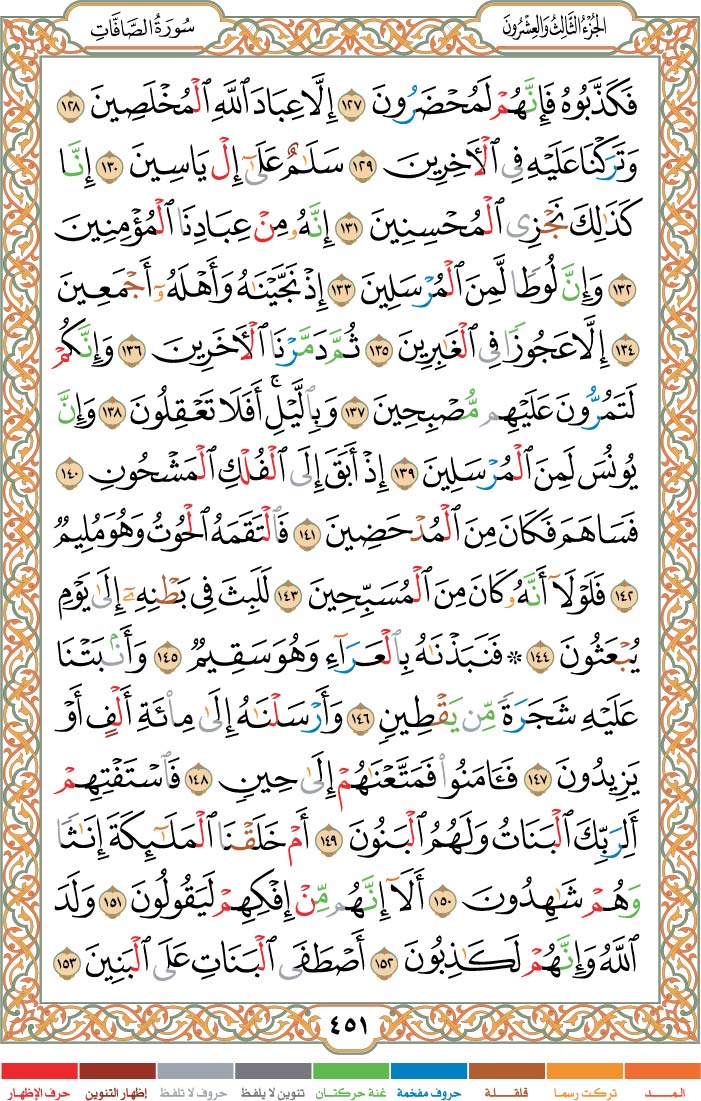 الجُزْءُ الثَّالِثُ وَالعِشْرُونَ
سُورَةُ الصَّافَّاتِ
فَكَذَّبُوهُ فَإِنَّهُمْ لَمُحْضَرُونَ ١٢٧ إِلَّا عِبَادَ ٱللَّهِ ٱلْمُخْلَصِينَ ١٢٨
وَتَرَكْنَا عَلَيْهِ فِي ٱلْأَخِرِينَ ١٢٩ سَلَٰمٌ عَلَىٰٓ إِلْ يَاسِينَ ١٣٠ إِنَّا
كَذَٰلِكَ نَجْزِى ٱلْمُحْسِنِينَ ١٣١ إِنَّهُۥ مِنْ عِبَادِنَا ٱلْمُؤْمِنِينَ
١٣٢ وَإِنَّ لُوطًا لَّمِنَ ٱلْمُرْسَلِينَ ١٣٣ إِذْ نَجَّيْنَٰهُ وَأَهْلَهُۥٓ أَجْمَعِينَ
١٣٤ إِلَّا عَجُوزًا فِي ٱلْغَٰبِرِينَ ١٣٥ ثُمَّ دَمَّرْنَا ٱلْأَخَرِينَ ١٣٦ وَإِنَّكُمْ
لَتَمُرُّونَ عَلَيْهِم مُّصْبِحِينَ ١٣٧ وَبِٱلَّيْلِۚ أَفَلَا تَعْقِلُونَ ١٣٨ وَإِنَّ
يُونُسَ لَمِنَ ٱلْمُرْسَلِينَ ١٣٩ إِذْ أَبَقَ إِلَى ٱلْفُلْكِ ٱلْمَشْحُونِ ١٤٠
فَسَاهَمَ فَكَانَ مِنَ ٱلْمُدْحَضِينَ ١٤١ فَٱلْتَقَمَهُ ٱلْحُوتُ وَهُوَ مُلِيمٌ
١٤٢ فَلَوْلَآ أَنَّهُۥ كَانَ مِنَ ٱلْمُسَبِّحِينَ ١٤٣ لَلَبِثَ فِي بَطْنِهِۦٓ إِلَىٰ يَوْمِ
يُبْعَثُونَ ١٤٤ ۞ فَنَبَذْنَٰهُ بِٱلْعَرَآءِ وَهُوَ سَقِيمٌ ١٤٥ وَأَنۢبَتْنَا
عَلَيْهِ شَجَرَةً مِّن يَقْطِينٍ ١٤٦ وَأَرْسَلْنَٰهُ إِلَىٰ مِا۟ئَةِ أَلْفٍ أَوْ
يَزِيدُونَ ١٤٧ فَـَٔامَنُوا۟ فَمَتَّعْنَٰهُمْ إِلَىٰ حِينٍ ١٤٨ فَٱسْتَفْتِهِمْ
أَلِرَبِّكَ ٱلْبَنَاتُ وَلَهُمُ ٱلْبَنُونَ ١٤٩ أَمْ خَلَقْنَا ٱلْمَلَٰٓئِكَةَ إِنَٰثًا
وَهُمْ شَٰهِدُونَ ١٥٠ أَلَآ إِنَّهُم مِّنْ إِفْكِهِمْ لَيَقُولُونَ ١٥١ وَلَدَ
ٱللَّهُ وَإِنَّهُمْ لَكَٰذِبُونَ ١٥٢ أَصْطَفَى ٱلْبَنَاتِ عَلَى ٱلْبَنِينَ ١٥٣
٤٥١
المـــد تركت رسما قلقـلة حروف مفخمة غنة حركتـان تنوين لا يلفظ حروف لا تلفظ إظهار التنوين حرف الإظهار